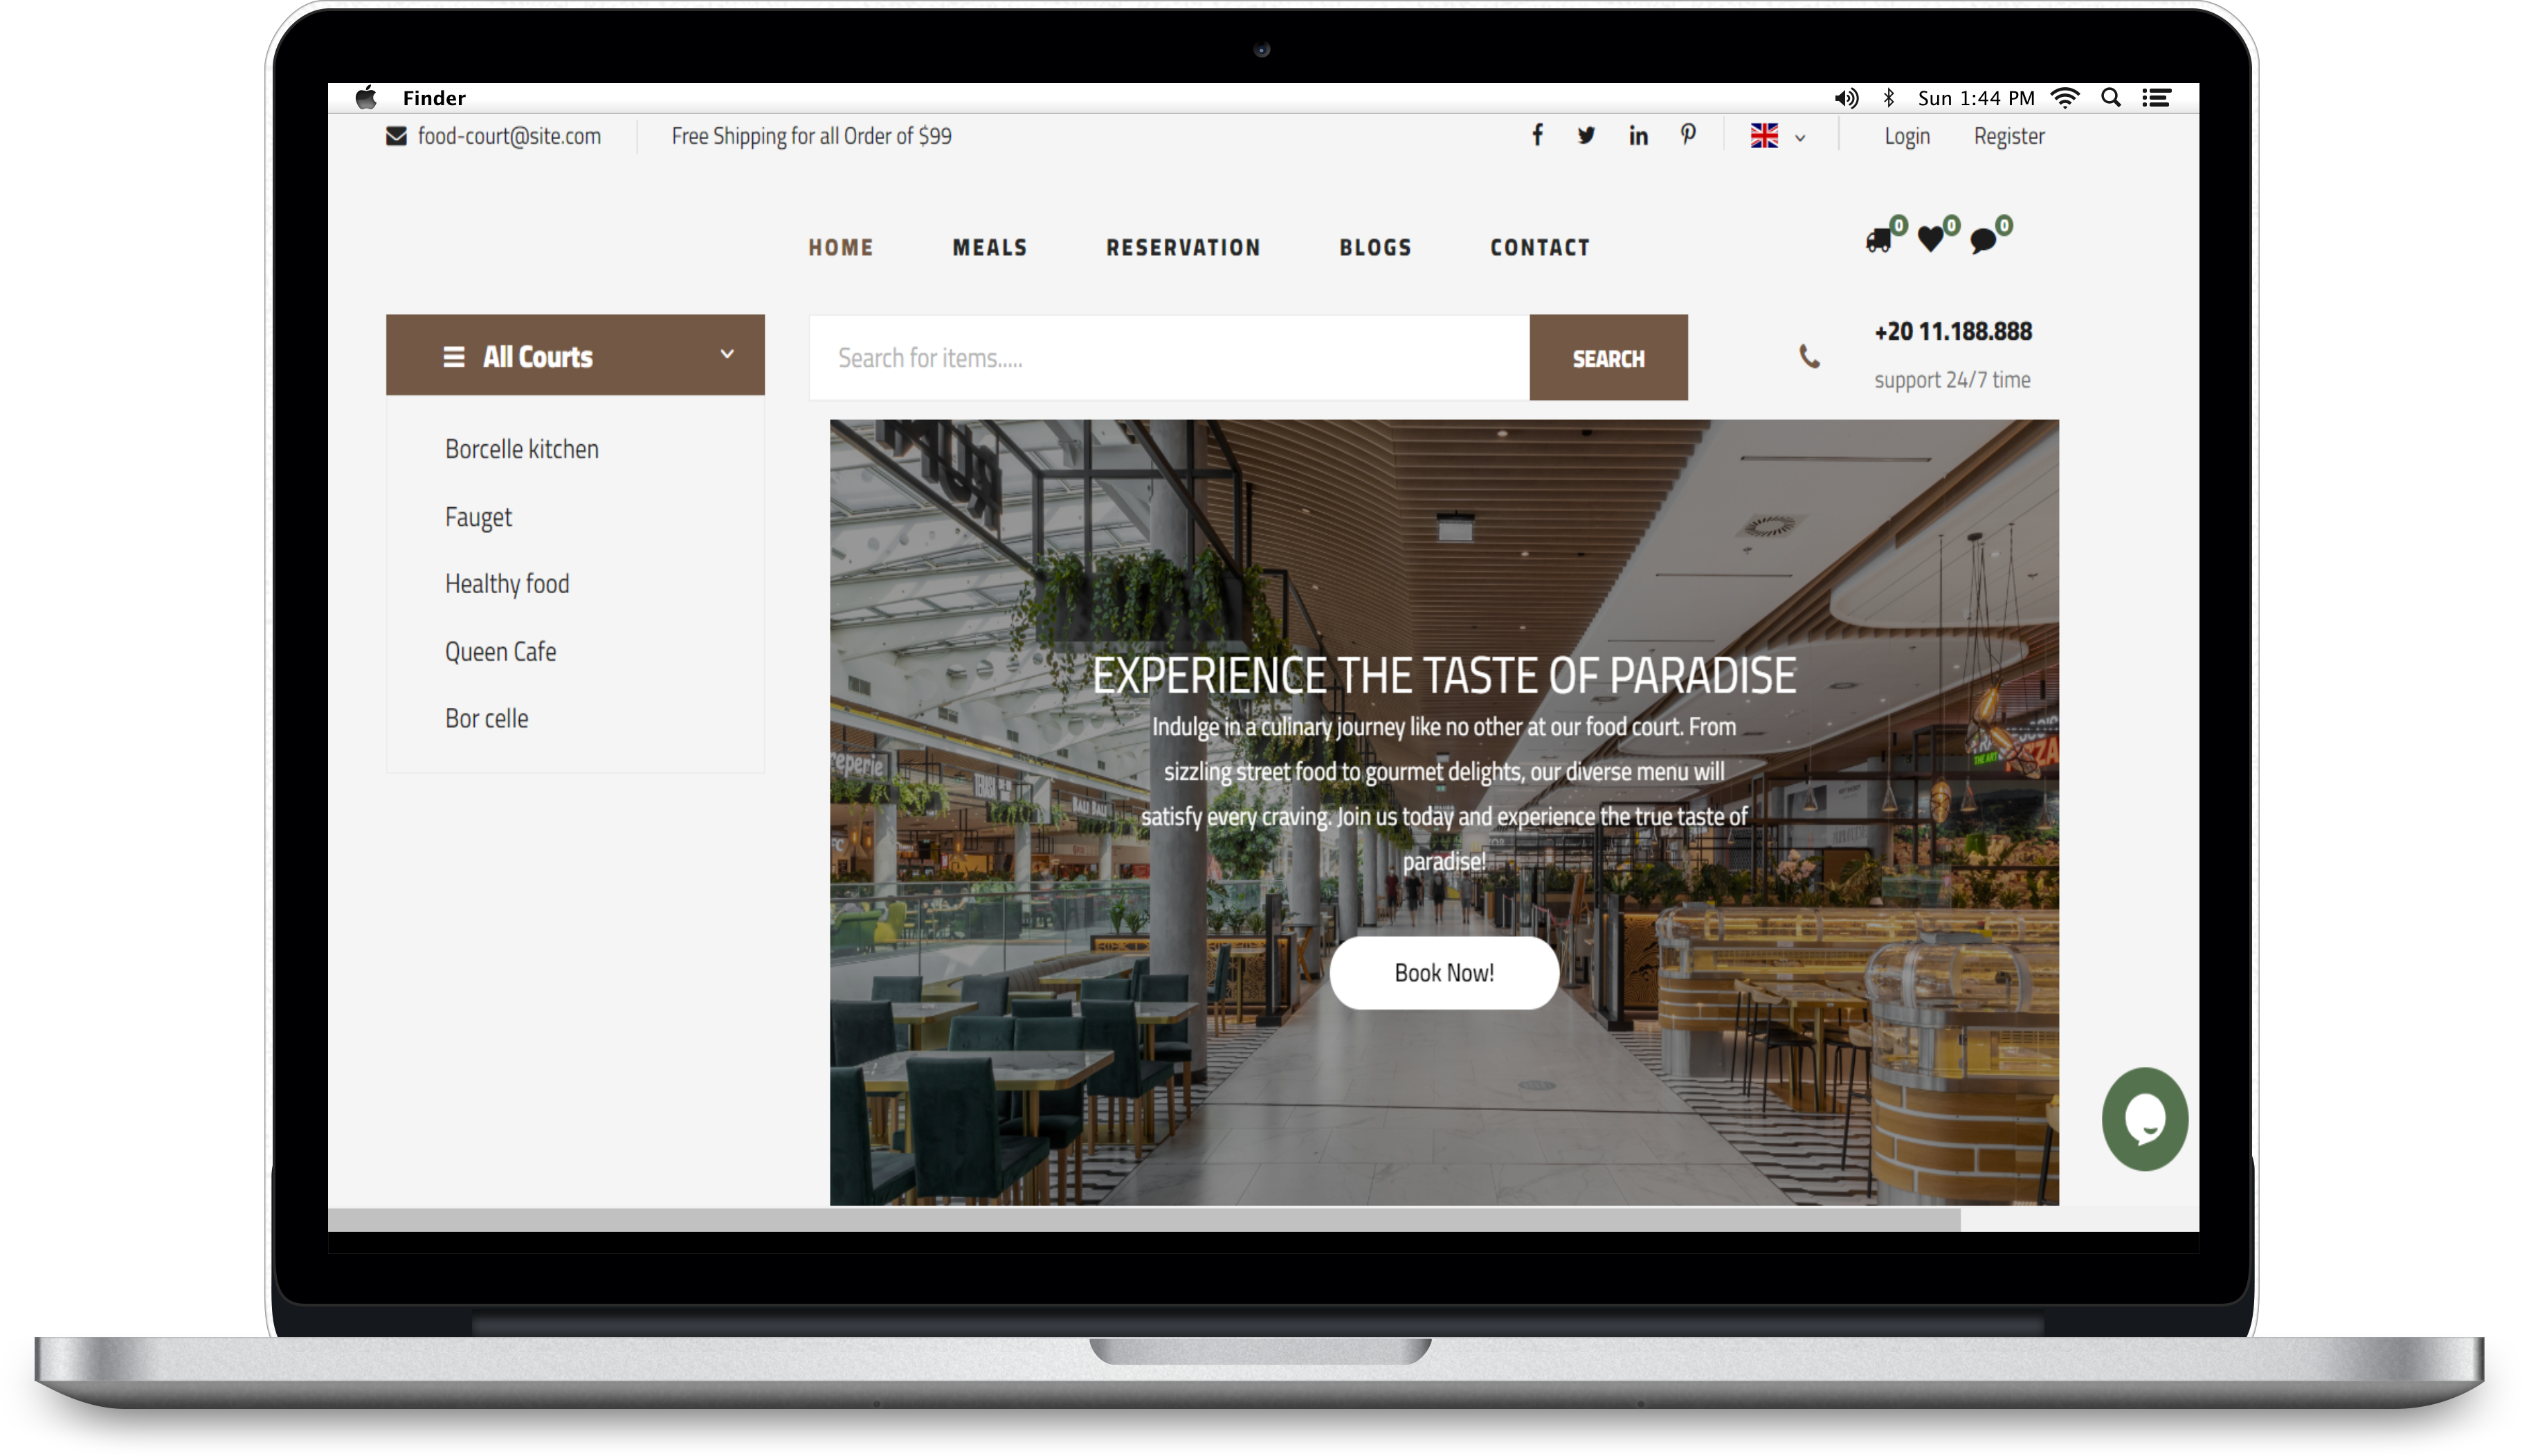 Finder
Sun 1:44 PM
food-court@site.com
Free Shipping for all Order of $99
Login
Register
HOME
MEALS
RESERVATION
BLOGS
CONTACT
0
0
0
All Courts
Search for items.....
SEARCH
+20 11.188.888
support 24/7 time
Borcelle kitchen
Fauget
Healthy food
Queen Cafe
Bor celle
EXPERIENCE THE TASTE OF PARADISE
Indulge in a culinary journey like no other at our food court. From
sizzling street food to gourmet delights, our diverse menu will
satisfy every craving. Join us today and experience the true taste of
paradise!
BALI BALI
Book Now!